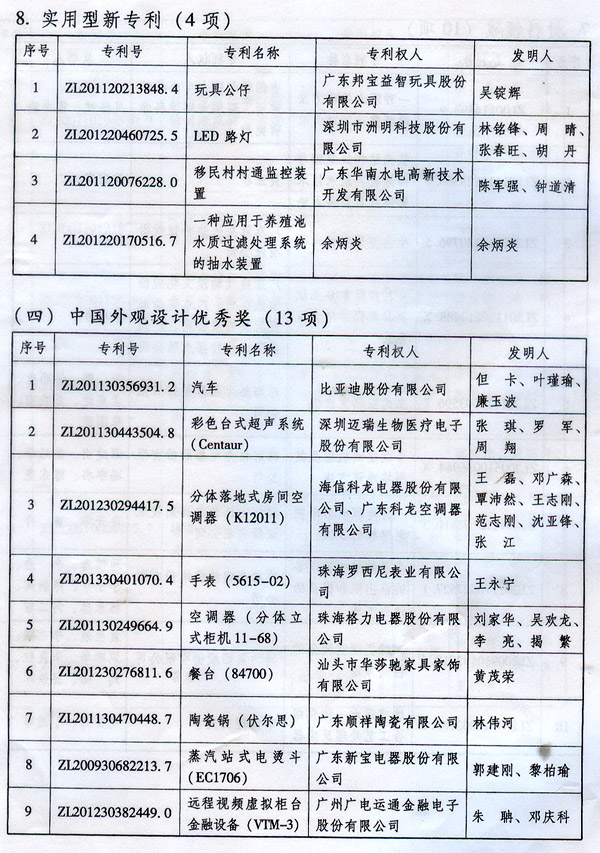 8. 实用型新专利（4 项）
序号 专利号 专利名称 专利权人 发明人
1 ZL201120213848.4 玩具公仔 广东邦宝益智玩具股份有限公司 吴锭辉
2 ZL201220460725.5 LED 路灯 深圳市洲明科技股份有限公司 林铭锋、周 晴、张春旺、胡 丹
3 ZL201120076228.0 移民村村通监控装置 广东华南水电高新技术开发有限公司 陈军强、钟道清
4 ZL201220170516.7 一种应用于养殖池水质过滤处理系统的抽水装置 余炳炎 余炳炎
（四）中国外观设计优秀奖（13 项）
序号 专利号 专利名称 专利权人 发明人
1 ZL201130356931.2 汽车 比亚迪股份有限公司 但 卡、叶瑾瑜、廉玉波
2 ZL201130443504.8 彩色台式超声系统(Centaur) 深圳迈瑞生物医疗电子股份有限公司 张 琪、罗 军、周 翔
3 ZL201230294417.5 分体落地式房间空调器（K12011） 海信科龙电器股份有限公司、广东科龙空调器有限公司 王 磊、邓广森、覃沛然、王志刚、范志刚、沈亚锋、张 江
4 ZL201330401070.4 手表（5615-02） 珠海罗西尼表业有限公司 王永宁
5 ZL201130249664.9 空调器（分体立式柜机 11-68） 珠海格力电器股份有限公司 刘家华、吴欢龙、李 亮、揭 繁
6 ZL201230276811.6 餐台（84700） 汕头市华莎驰家具家饰有限公司 黄茂荣
7 ZL201130470448.7 陶瓷锅（伏尔恩） 广东顺祥陶瓷有限公司 林伟河
8 ZL200930682213.7 蒸汽站式电烫斗(EC1706) 广东新宝电器股份有限公司 郭建刚、黎柏瑜
9 ZL201230382449.0 远程视频虚拟柜台金融设备（VTM-3） 广州广电运通金融电子股份有限公司 朱 聃、邓庆科